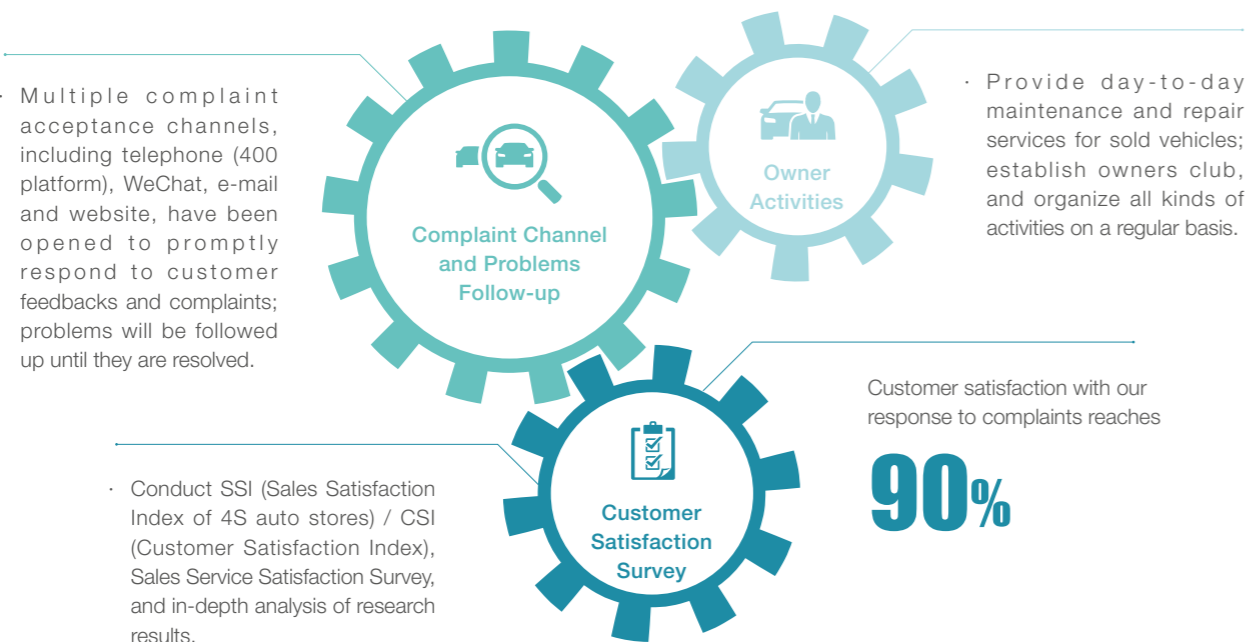 · Multiple complaint
acceptance channels,
including telephone (400
platform), WeChat, e-mail
and website, have been
opened to promptly
respond to customer
feedbacks and complaints;
problems will be followed
up until they are resolved.
Complaint Channel
and Problems
Follow-up
Owner
Activities
· Provide day-to-day
maintenance and repair
services for sold vehicles;
establish owners club,
and organize all kinds of
activities on a regular basis.
· Conduct SSI (Sales Satisfaction
Index of 4S auto stores) / CSI
(Customer Satisfaction Index),
Sales Service Satisfaction Survey,
and in-depth analysis of research
results.
Customer
Satisfaction
Survey
Customer satisfaction with our
response to complaints reaches
90%